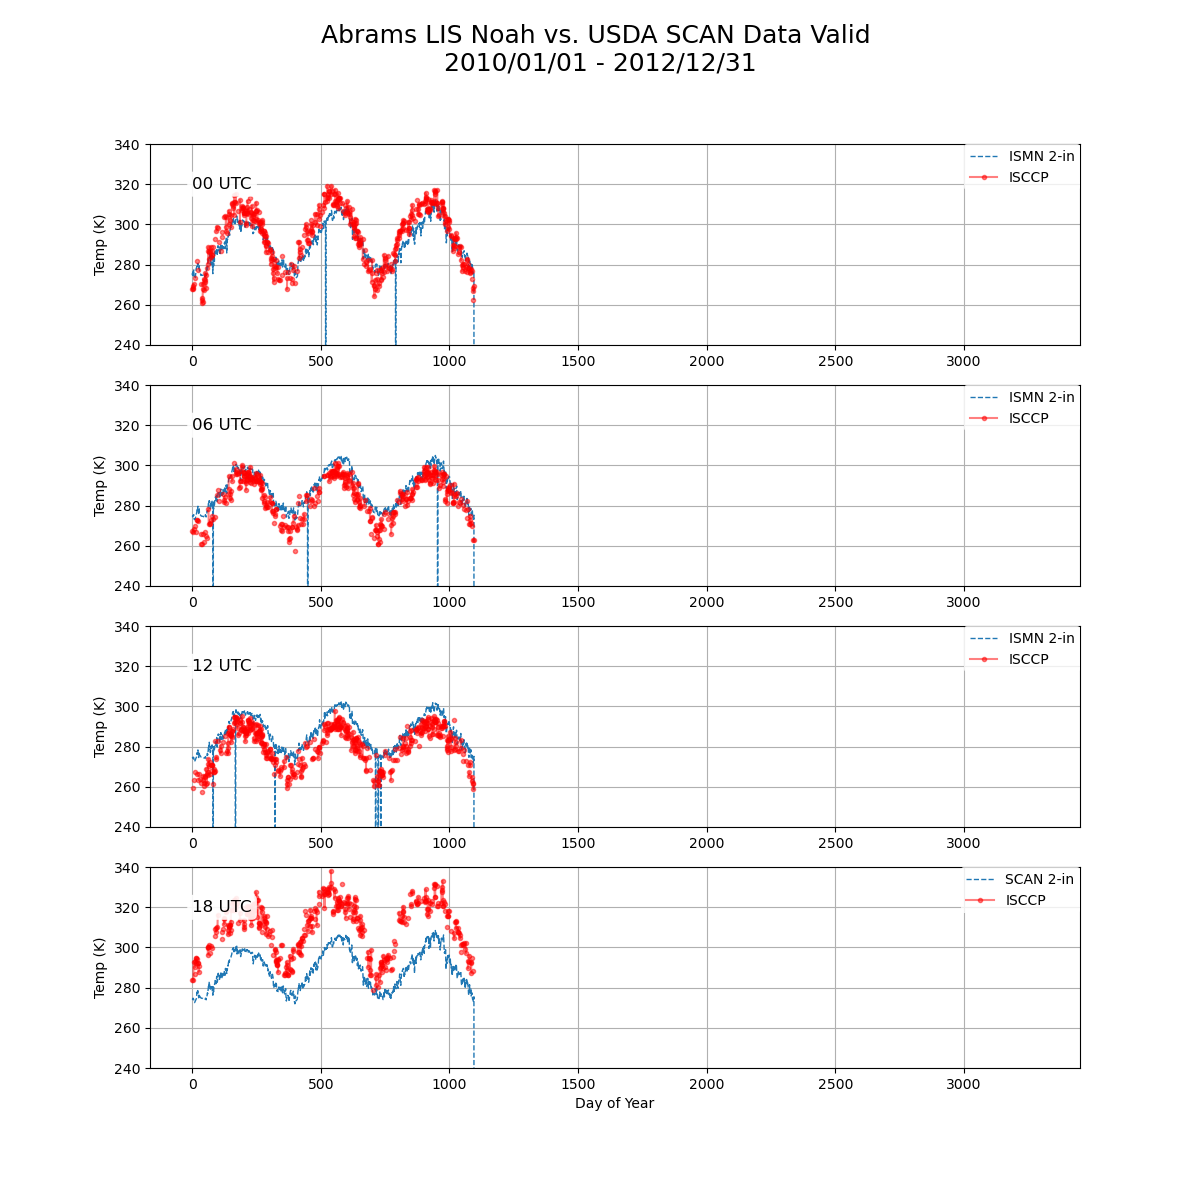 Abrams LIS Noah vs. USDA SCAN Data Valid
2010/01/01 - 2012/12/31
340
320
300
280
260
240
Temp (K)
00 UTC
ISMN 2-in
ISCCP
0 500 1000 1500 2000 2500 3000
340
320
300
280
260
240
Temp (K)
06 UTC
ISMN 2-in
ISCCP
0 500 1000 1500 2000 2500 3000
340
320
300
280
260
240
Temp (K)
12 UTC
ISMN 2-in
ISCCP
0 500 1000 1500 2000 2500 3000
340
320
300
280
260
240
Temp (K)
18 UTC
SCAN 2-in
ISCCP
0 500 1000 1500 2000 2500 3000
Day of Year